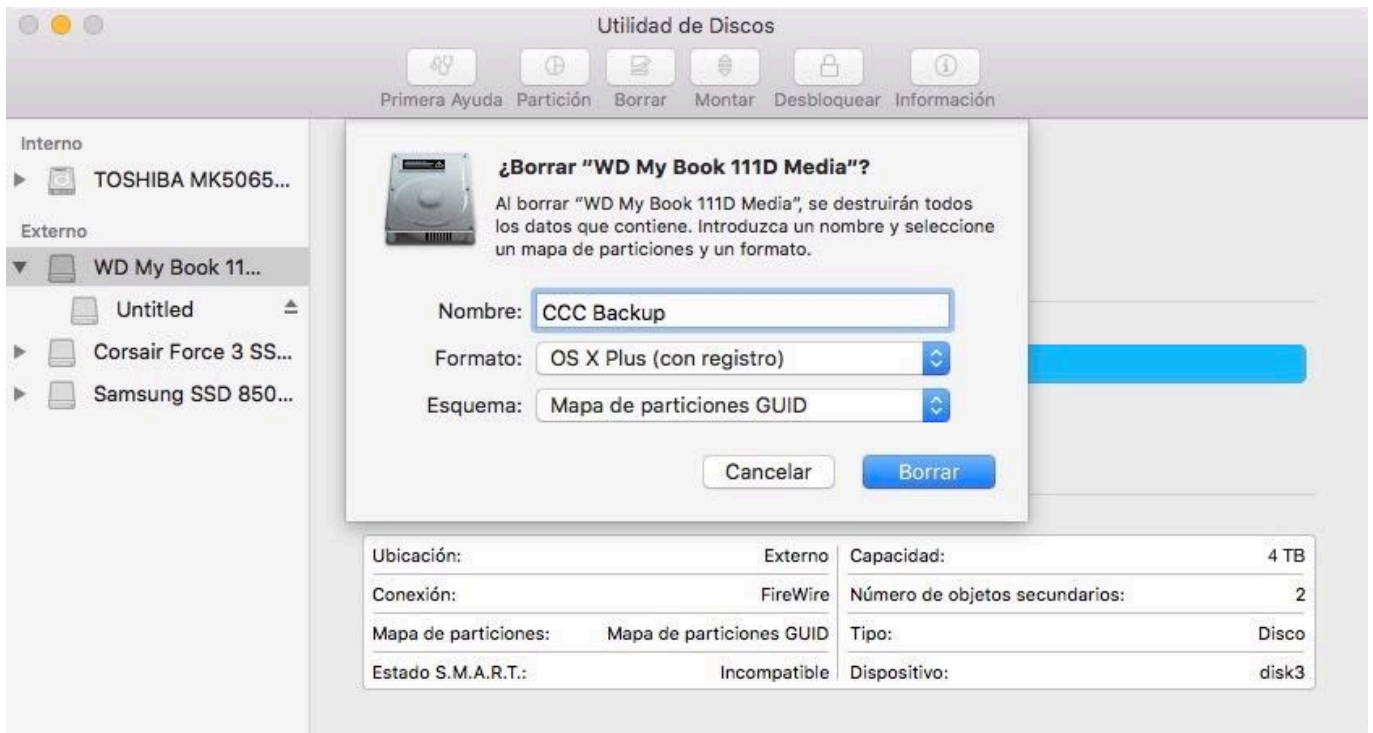 Utilidad de Discos
Primera Ayuda Partición Borrar Montar Desbloquear Información
Interno
TOSHIBA MK5065...
Externo
WD My Book 11...
Untitled
Corsair Force 3 SS...
Samsung SSD 850...
¿Borrar “WD My Book 111D Media”?
Al borrar “WD My Book 111D Media”, se destruirán todos
los datos que contiene. Introduzca un nombre y seleccione
un mapa de particiones y un formato.
Nombre: CCC Backup
Formato: OS X Plus (con registro)
Esquema: Mapa de particiones GUID
Cancelar Borrar
Ubicación: Externo Capacidad: 4 TB
Conexión: FireWire Número de objetos secundarios: 2
Mapa de particiones: Mapa de particiones GUID Tipo: Disco
Estado S.M.A.R.T.: Incompatible Dispositivo: disk3